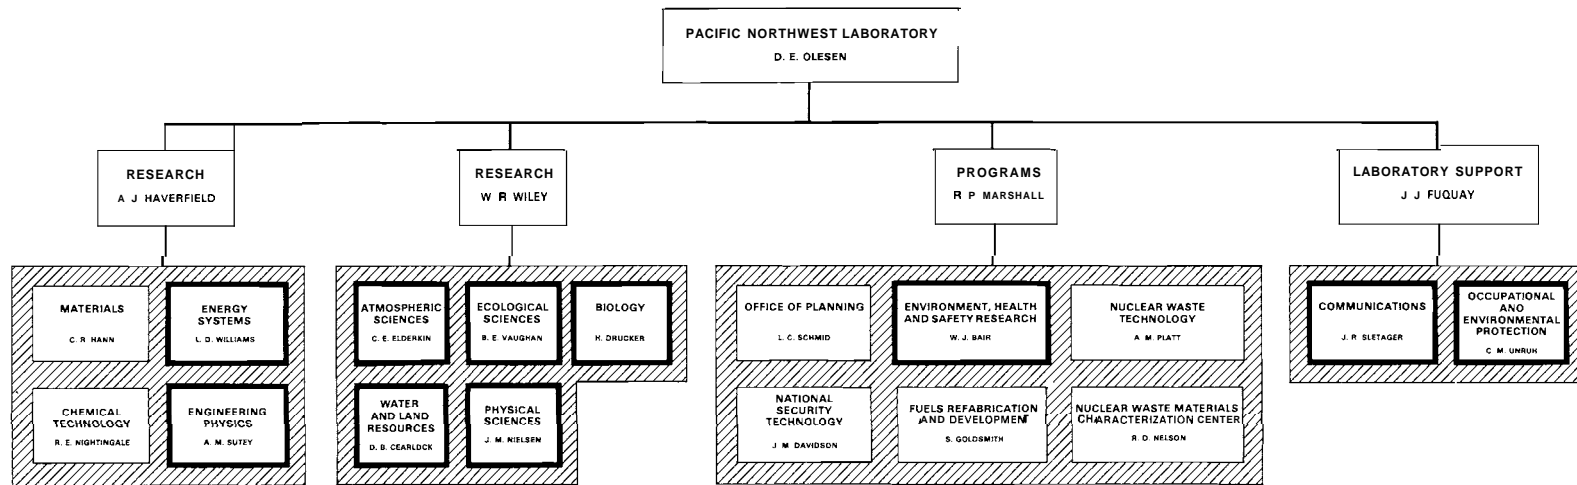 PACIFIC NORTHWEST LABORATORY
D. E. OLESEN
RESEARCH
A J HAVERFIELD
RESEARCH
W R WILEY
PROGRAMS
R P MARSHALL
LABORATORY SUPPORT
J J FUQUAY
MATERIALS
C. R. HANN
ENERGY
SYSTEMS
L. D. WILLIAMS
CHEMICAL
TECHNOLOGY
R. E. NIGHTINGALE
ENGINEERING
PHYSICS
A. M. SUTEY
ATMOSPHERIC
SCIENCES
C. E. ELDERKIN
ECOLOGICAL
SCIENCES
B. E. VAUGHAN
BIOLOGY
H. DRUCKER
WATER
AND LAND
RESOURCES
D. B. CEARLOCK
PHYSICAL
SCIENCES
J. M. NIELSEN
OFFICE OF PLANNING
L. C. SCHMID
ENVIRONMENT, HEALTH
AND SAFETY RESEARCH
W. J. BAIR
NUCLEAR WASTE
TECHNOLOGY
A. M. PLATT
NATIONAL
SECURITY
TECHNOLOGY
J. M. DAVIDSON
FUELS REFABRICATION
AND DEVELOPMENT
S. GOLDSMITH
NUCLEAR WASTE MATERIALS
CHARACTERIZATION CENTER
R. D. NELSON
COMMUNICATIONS
J. R. SLETAGER
OCCUPATIONAL
AND
ENVIRONMENTAL
PROTECTION
C. M. UNRUH